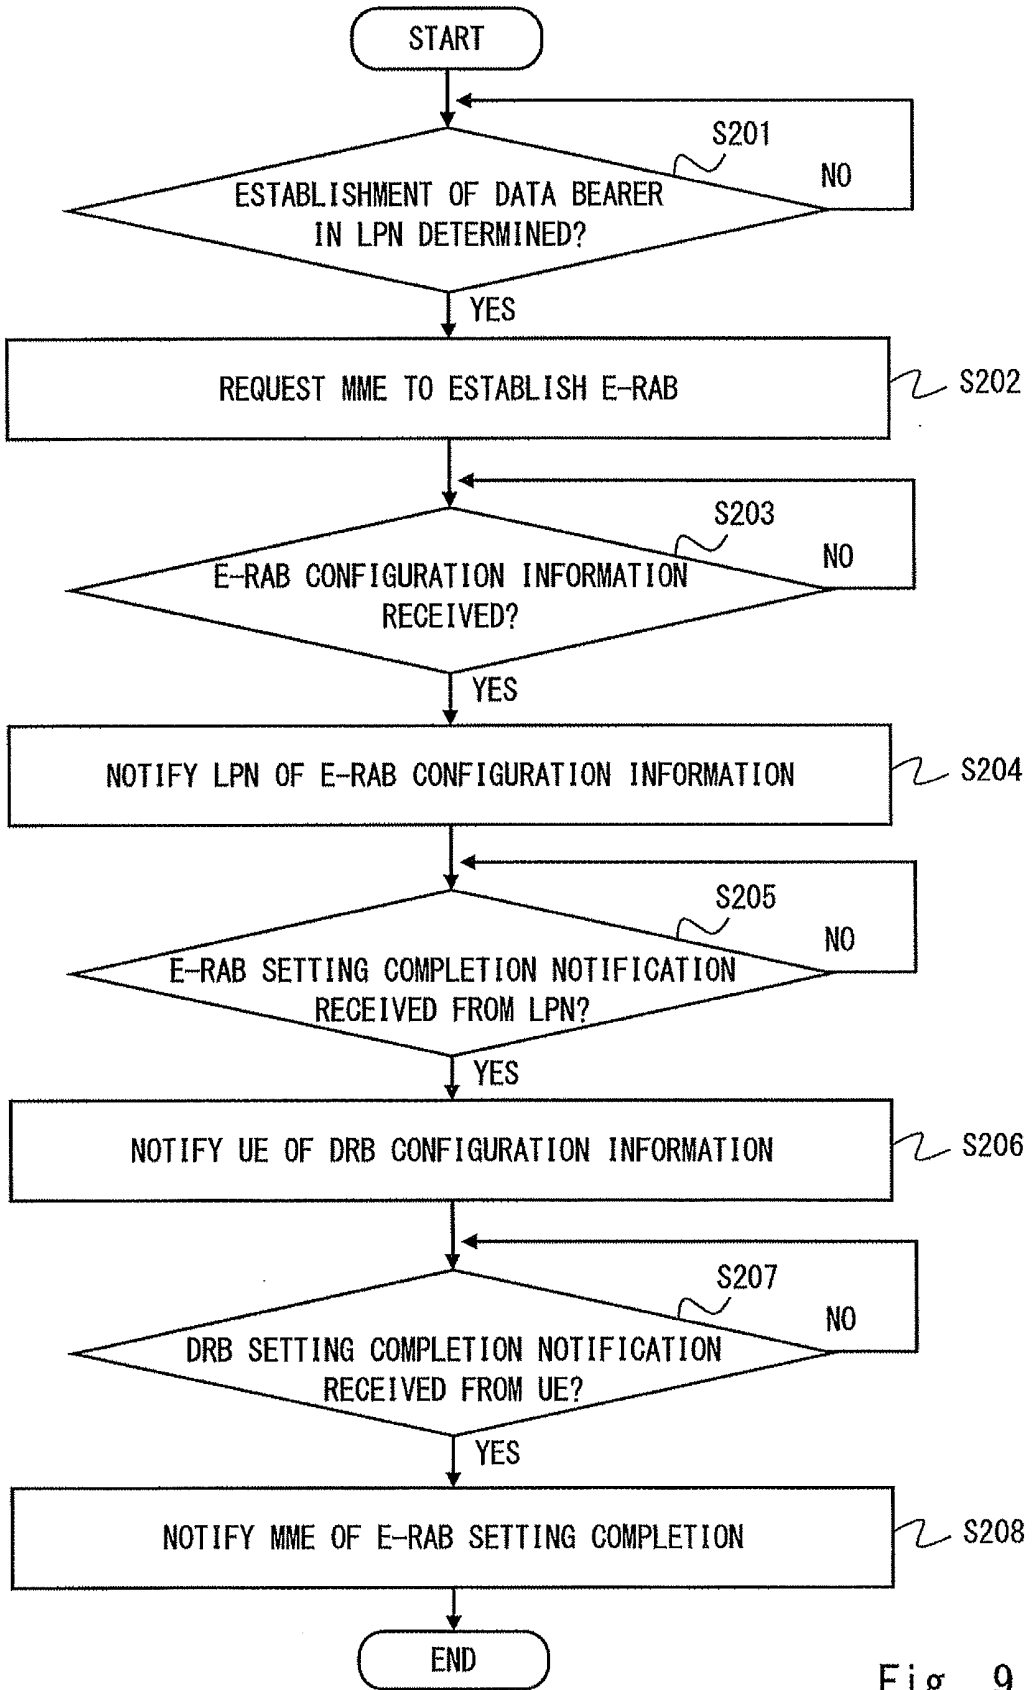 START
S201
NO
ESTABLISHMENT OF DATA BEARER
IN LPN DETERMINED?
YES
REQUEST MME TO ESTABLISH E-RAB
S202
S203
NO
E-RAB CONFIGURATION INFORMATION
RECEIVED?
YES
NOTIFY LPN OF E-RAB CONFIGURATION INFORMATION
S204
S205
NO
E-RAB SETTING COMPLETION NOTIFICATION
RECEIVED FROM LPN?
YES
NOTIFY UE OF DRB CONFIGURATION INFORMATION
S206
S207
NO
DRB SETTING COMPLETION NOTIFICATION
RECEIVED FROM UE?
YES
NOTIFY MME OF E-RAB SETTING COMPLETION
S208
END
Fig. 9